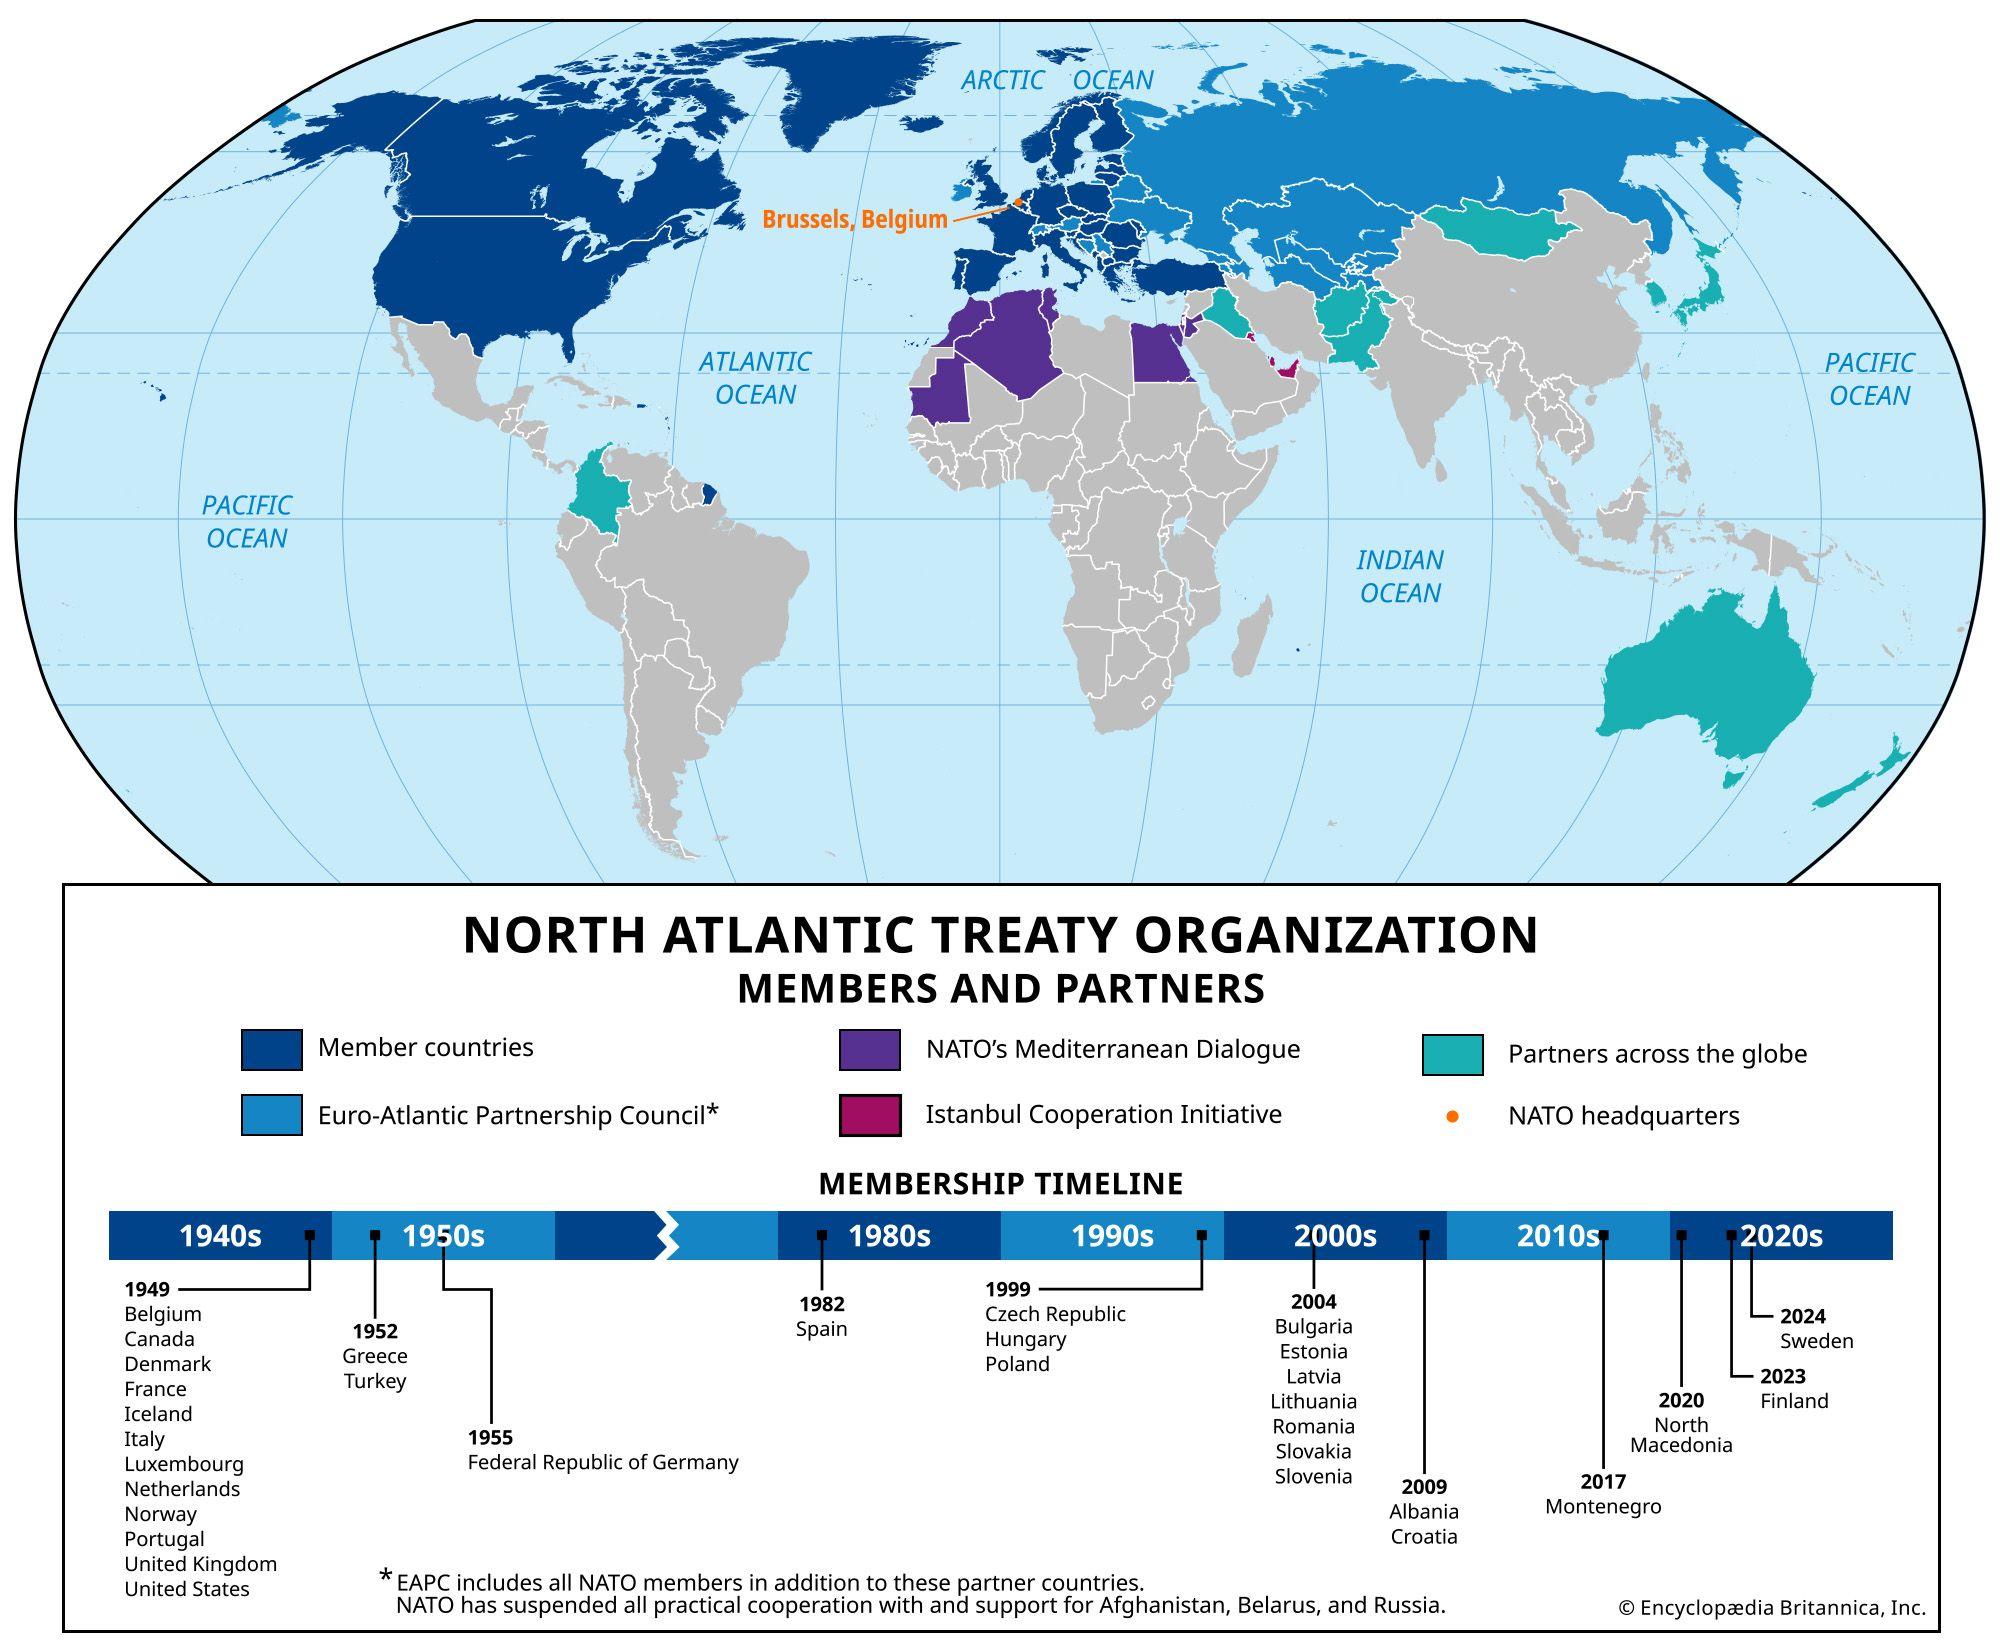 ARCTIC OCEAN
Brussels, Belgium
ATLANTIC
OCEAN
PACIFIC
OCEAN
PACIFIC
OCEAN
INDIAN
OCEAN
NORTH ATLANTIC TREATY ORGANIZATION
MEMBERS AND PARTNERS
Member countries
NATO’s Mediterranean Dialogue
Partners across the globe
Euro-Atlantic Partnership Council*
Istanbul Cooperation Initiative
NATO headquarters
MEMBERSHIP TIMELINE
1940s 1950s 1980s 1990s 2000s 2010s 2020s
1949
Belgium
Canada
Denmark
France
Iceland
Italy
Luxembourg
Netherlands
Norway
Portugal
United Kingdom
United States
1952
Greece
Turkey
1955
Federal Republic of Germany
1982
Spain
1999
Czech Republic
Hungary
Poland
2004
Bulgaria
Estonia
Latvia
Lithuania
Romania
Slovakia
Slovenia
2009
Albania
Croatia
2017
Montenegro
2020
North
Macedonia
2023
Finland
2024
Sweden
* EAPC includes all NATO members in addition to these partner countries.
NATO has suspended all practical cooperation with and support for Afghanistan, Belarus, and Russia.
© Encyclopædia Britannica, Inc.